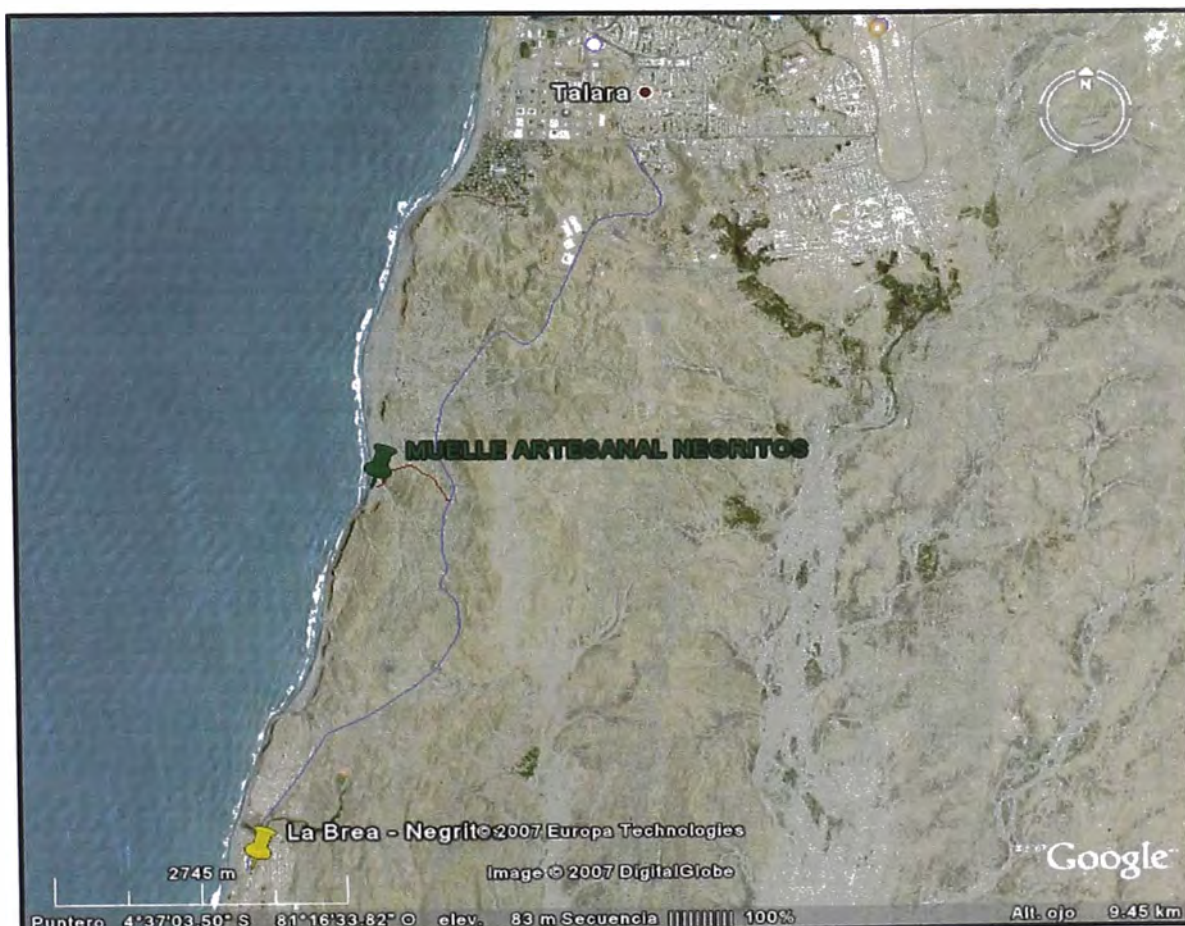 Talara
N
MUELLE ARTESANAL NEGRITOS
La Brea - Negrit
© 2007 Europa Technologies
2745 m
Image © 2007 DigitalGlobe
Google
Puntero 4°37'03.50" S 81°16'33.82" O elev. 83 m Secuencia |||||||||| 100% Alt. ojo 9.45 km